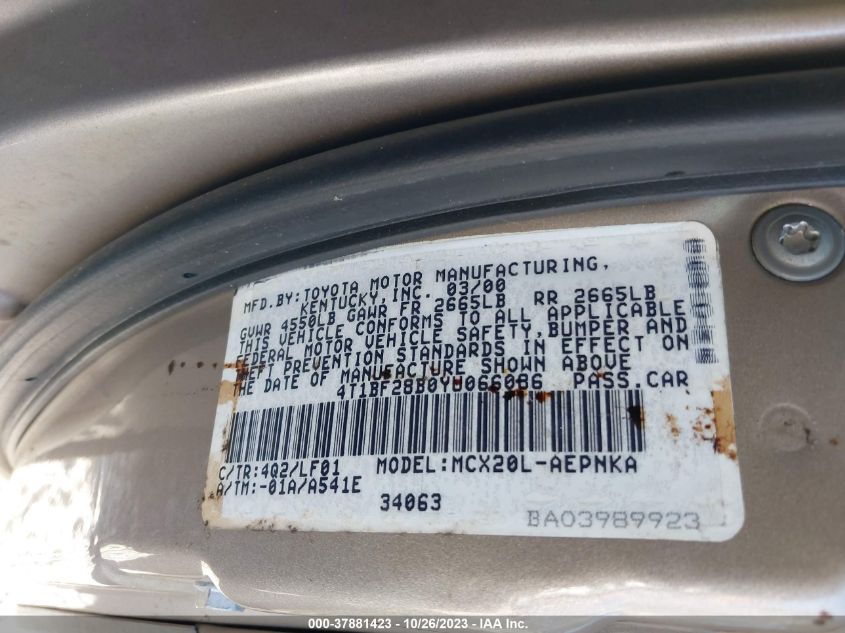 MFD.BY:TOYOTA MOTOR MANUFACTURING,
KENTUCKY,INC. 03/00
GVWR 4550LB GAWR FR 2665LB RR 2665LB
THIS VEHICLE CONFORMS TO ALL APPLICABLE
FEDERAL MOTOR VEHICLE SAFETY,BUMPER AND
THEFT PREVENTION STANDARDS IN EFFECT ON
THE DATE OF MANUFACTURE SHOWN ABOVE
4T1BF28B0YU066086 PASS.CAR
C/TR:4Q2/LF01 MODEL:MCX20L-AEPNKA
A/TM:-01A/A541E
34063
BA03989923
000-37881423 - 10/26/2023 - IAA Inc.